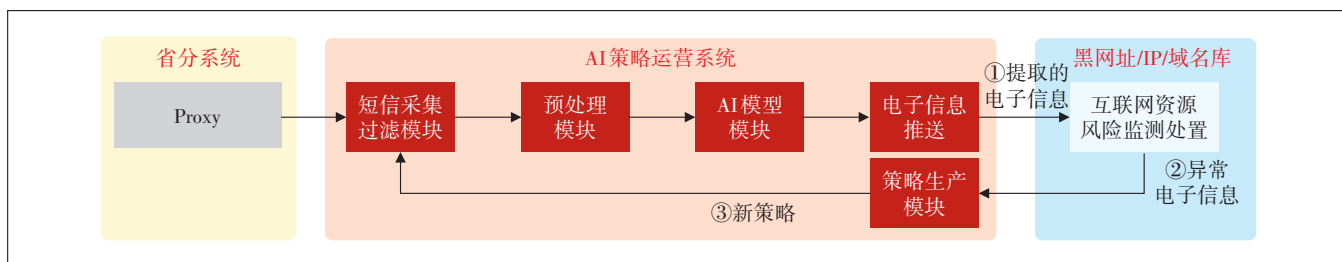 省分系统
Proxy
AI策略运营系统
短信采集
过滤模块
预处理
模块
AI模型
模块
电子信息
推送
①提取的
电子信息
黑网址/IP/域名库
互联网资源
风险监测处置
②异常
电子信息
策略生产
模块
③新策略